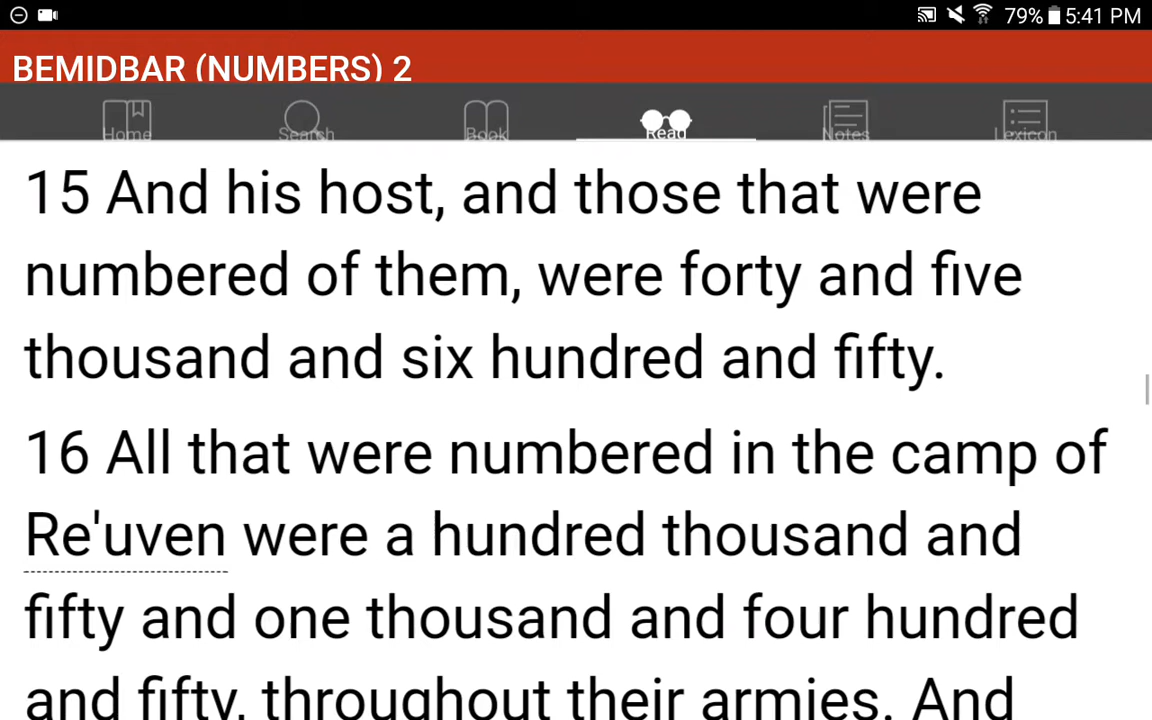 79% 5:41 PM
BEMIDBAR (NUMBERS) 2
Home Search Book Read Notes Lexicon
15 And his host, and those that were
numbered of them, were forty and five
thousand and six hundred and fifty.
16 All that were numbered in the camp of
Re'uven were a hundred thousand and
fifty and one thousand and four hundred
and fifty, throughout their armies. And